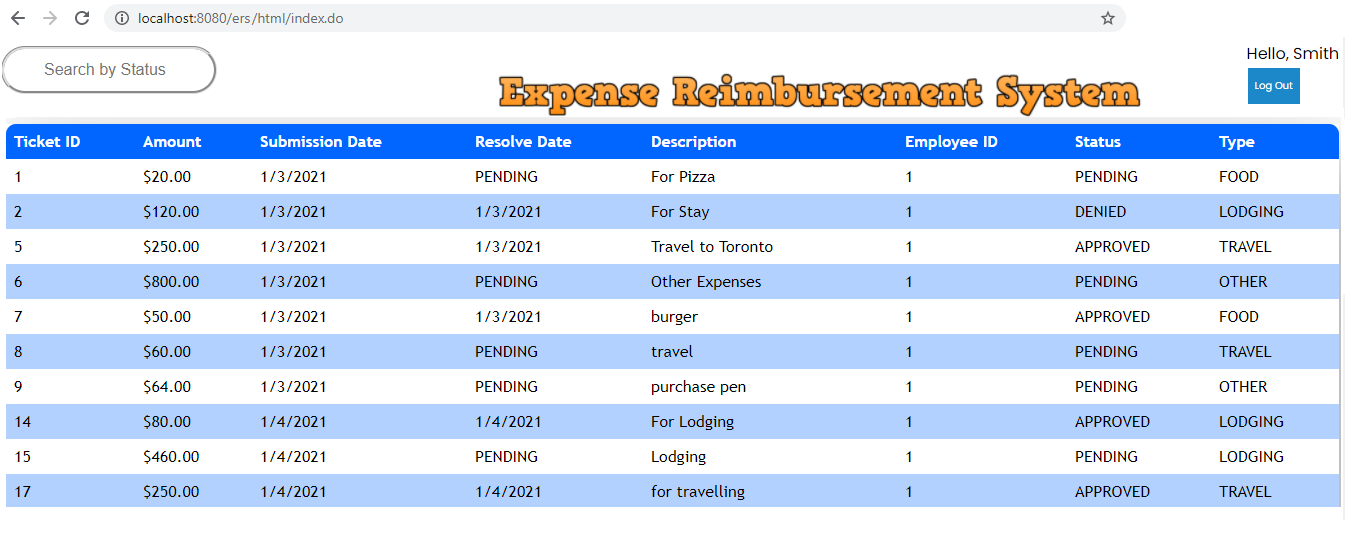 localhost:8080/ers/html/index.do
Hello, Smith
Search by Status
Expense Reimbursement System
Log Out
Ticket ID Amount Submission Date Resolve Date Description Employee ID Status Type
1 $20.00 1/3/2021 PENDING For Pizza 1 PENDING FOOD
2 $120.00 1/3/2021 1/3/2021 For Stay 1 DENIED LODGING
5 $250.00 1/3/2021 1/3/2021 Travel to Toronto 1 APPROVED TRAVEL
6 $800.00 1/3/2021 PENDING Other Expenses 1 PENDING OTHER
7 $50.00 1/3/2021 1/3/2021 burger 1 APPROVED FOOD
8 $60.00 1/3/2021 PENDING travel 1 PENDING TRAVEL
9 $64.00 1/3/2021 PENDING purchase pen 1 PENDING OTHER
14 $80.00 1/4/2021 1/4/2021 For Lodging 1 APPROVED LODGING
15 $460.00 1/4/2021 PENDING Lodging 1 PENDING LODGING
17 $250.00 1/4/2021 1/4/2021 for travelling 1 APPROVED TRAVEL